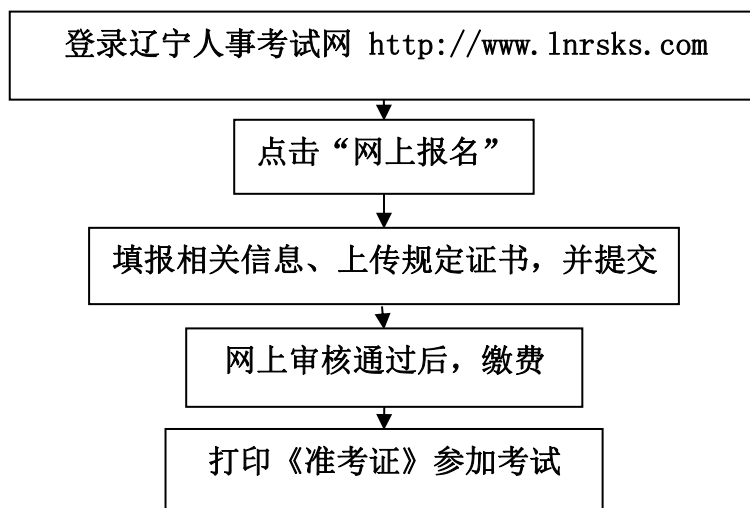 登录辽宁人事考试网 http://www.lnrsks.com
点击“网上报名”
填报相关信息、上传规定证书，并提交
网上审核通过后，缴费
打印《准考证》参加考试